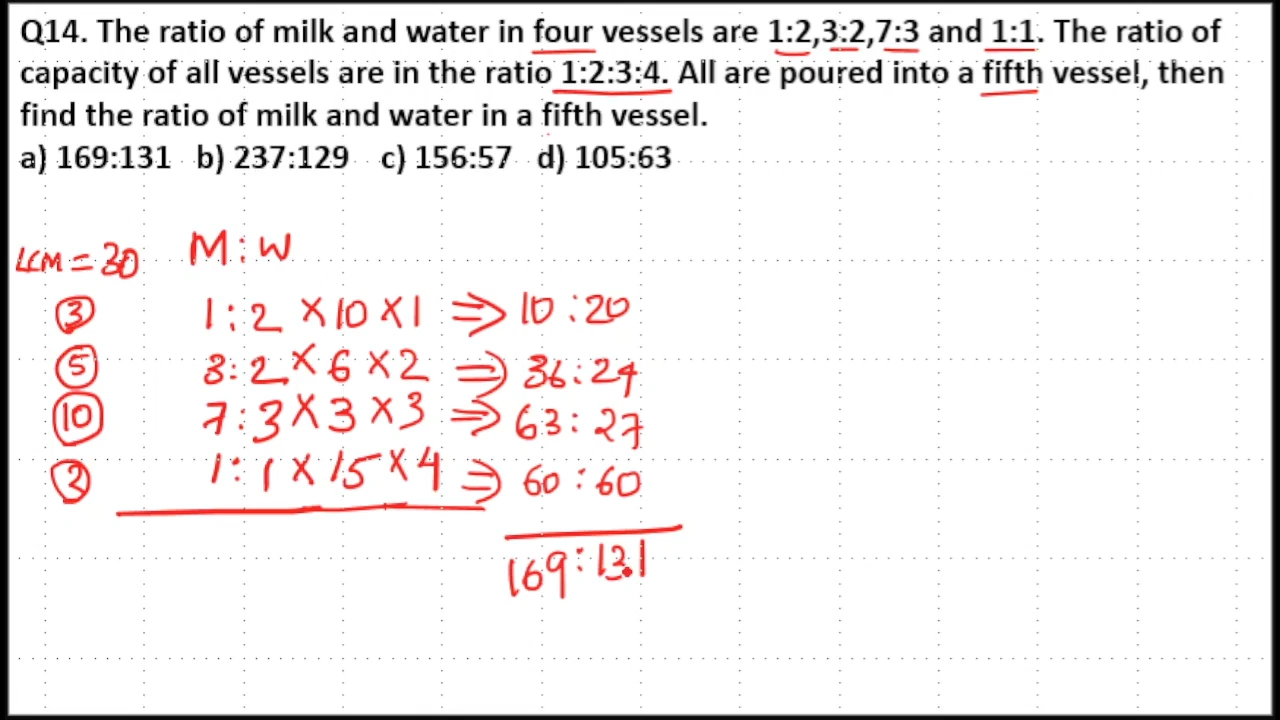 Q14. The ratio of milk and water in four vessels are 1:2,3:2,7:3 and 1:1. The ratio of
capacity of all vessels are in the ratio 1:2:3:4. All are poured into a fifth vessel, then
find the ratio of milk and water in a fifth vessel.
a) 169:131 b) 237:129 c) 156:57 d) 105:63
LCM = 30 M : W
3 1 : 2 × 10 × 1 ⇒ 10 : 20
5 3 : 2 × 6 × 2 ⇒ 36 : 24
10 7 : 3 × 3 × 3 ⇒ 63 : 27
2 1 : 1 × 15 × 4 ⇒ 60 : 60
169 : 131